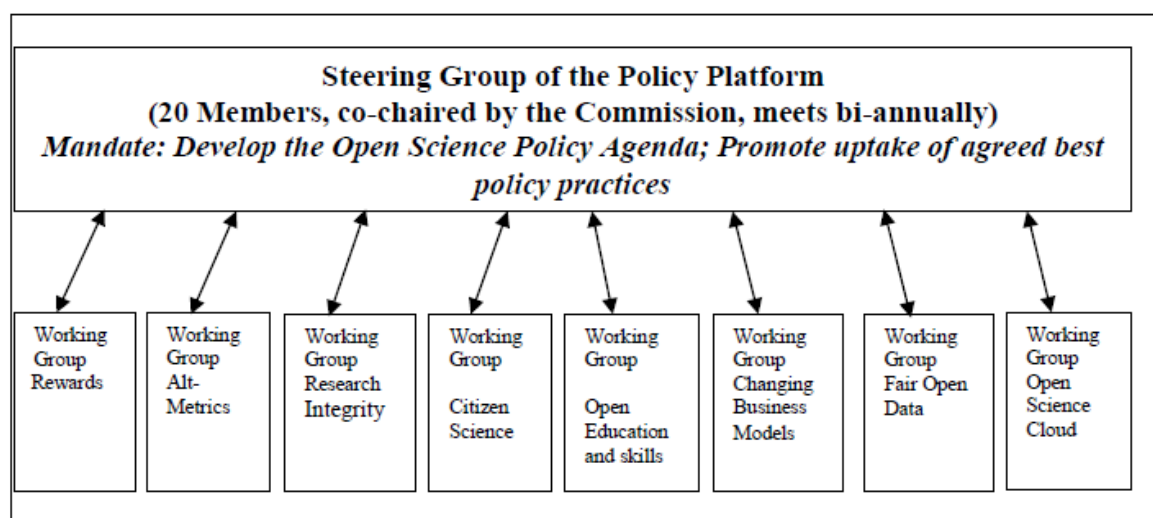 Steering Group of the Policy Platform
(20 Members, co-chaired by the Commission, meets bi-annually)
Mandate: Develop the Open Science Policy Agenda; Promote uptake of agreed best
policy practices
Working
Group
Rewards
Working
Group
Alt-
Metrics
Working
Group
Research
Integrity
Working
Group
Citizen
Science
Working
Group
Open
Education
and skills
Working
Group
Changing
Business
Models
Working
Group
Fair Open
Data
Working
Group
Open
Science
Cloud